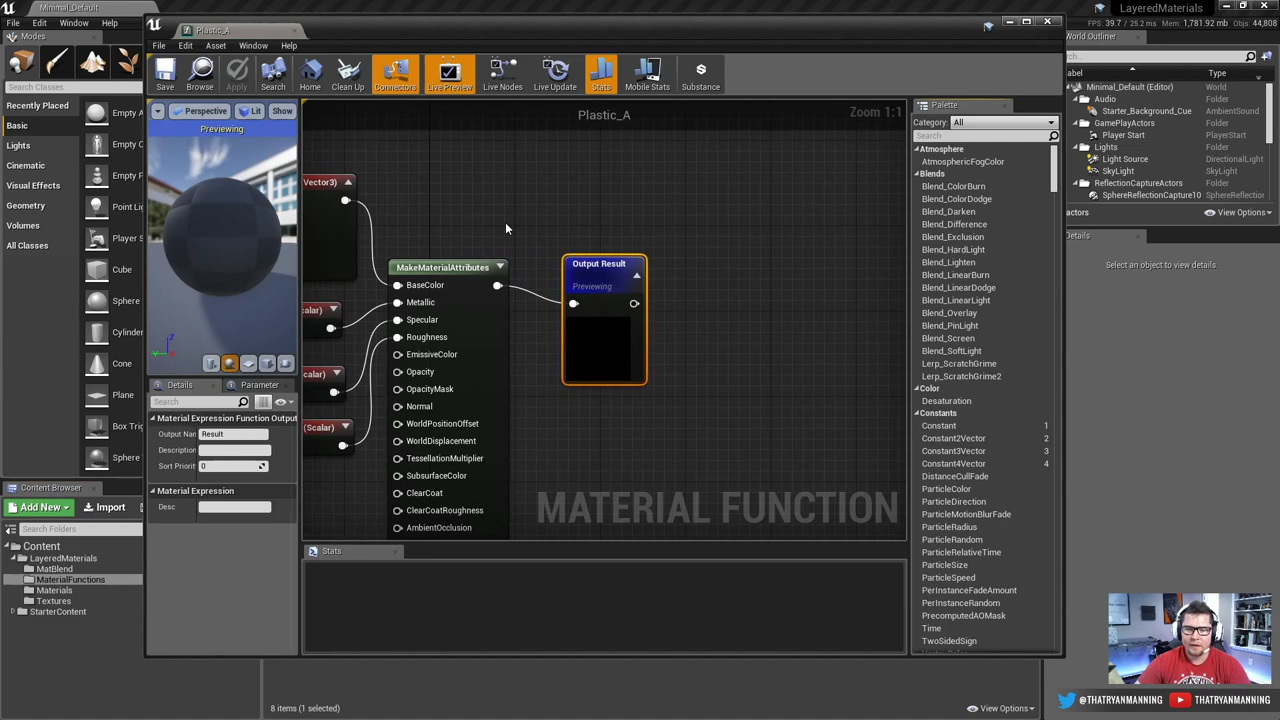 Minimal_Default
LayeredMaterials
File Edit Window Help
FPS: 39.7 / 25.2 ms Mem: 1,781.92 mb Objs: 44,808
Modes
Search Classes
Recently Placed
Basic
Lights
Cinematic
Visual Effects
Geometry
Volumes
All Classes
Empty A
Empty C
Empty P
Point Lig
Player S
Cube
Sphere
Cylinder
Cone
Plane
Box Trig
Sphere
Content Browser
Add New Import
Search Folders
Content
LayeredMaterials
MatBlend
MaterialFunctions
Materials
Textures
StarterContent
8 items (1 selected)
View Options
Plastic_A
File Edit Asset Window Help
Save Browse Apply Search Home Clean Up Connectors Live Preview Live Nodes Live Update Stats Mobile Stats Substance
Perspective Lit Show
Previewing
Details Parameter
Search
Material Expression Function Output
Output Nam Result
Description
Sort Priorit 0
Material Expression
Desc
Plastic_A
Zoom 1:1
Vector3)
calar)
calar)
(Scalar)
MakeMaterialAttributes
BaseColor
Metallic
Specular
Roughness
EmissiveColor
Opacity
OpacityMask
Normal
WorldPositionOffset
WorldDisplacement
TessellationMultiplier
SubsurfaceColor
ClearCoat
ClearCoatRoughness
AmbientOcclusion
Output Result
Previewing
MATERIAL FUNCTION
Stats
Palette
Category: All
Search
Atmosphere
AtmosphericFogColor
Blends
Blend_ColorBurn
Blend_ColorDodge
Blend_Darken
Blend_Difference
Blend_Exclusion
Blend_HardLight
Blend_Lighten
Blend_LinearBurn
Blend_LinearDodge
Blend_LinearLight
Blend_Overlay
Blend_PinLight
Blend_Screen
Blend_SoftLight
Lerp_ScratchGrime
Lerp_ScratchGrime2
Color
Desaturation
Constants
Constant 1
Constant2Vector 2
Constant3Vector 3
Constant4Vector 4
DistanceCullFade
ParticleColor
ParticleDirection
ParticleMotionBlurFade
ParticleRadius
ParticleRandom
ParticleRelativeTime
ParticleSize
ParticleSpeed
PerInstanceFadeAmount
PerInstanceRandom
PrecomputedAOMask
Time
TwoSidedSign
World Outliner
Search
abel Type
Minimal_Default (Editor) World
Audio Folder
Starter_Background_Cue AmbientSound
GamePlayActors Folder
Player Start PlayerStart
Lights Folder
Light Source DirectionalLight
SkyLight SkyLight
ReflectionCaptureActors Folder
SphereReflectionCapture10 SphereReflection
actors View Options
Details
Select an object to view details.
@THATRYANMANNING THATRYANMANNING